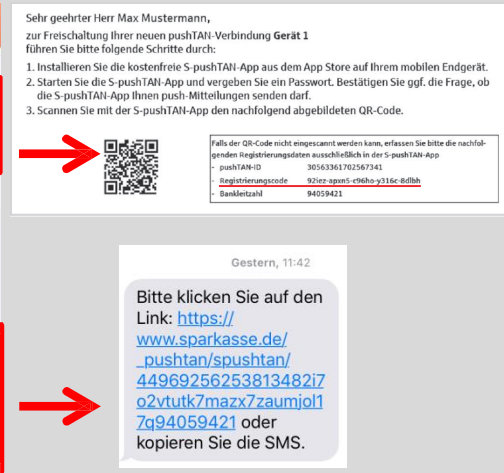 Sehr geehrter Herr Max Mustermann,
zur Freischaltung Ihrer neuen pushTAN-Verbindung Gerät 1
führen Sie bitte folgende Schritte durch:
1. Installieren Sie die kostenfreie S-pushTAN-App aus dem App Store auf Ihrem mobilen Endgerät.
2. Starten Sie die S-pushTAN-App und vergeben Sie ein Passwort. Bestätigen Sie ggf. die Frage, ob
die S-pushTAN-App Ihnen push-Mitteilungen senden darf.
3. Scannen Sie mit der S-pushTAN-App den nachfolgend abgebildeten QR-Code.
Falls der QR-Code nicht eingescannt werden kann, erfassen Sie bitte die nachfol-
genden Registrierungsdaten ausschließlich in der S-pushTAN-App
- pushTAN-ID 30563361702567341
- Registrierungscode 92iez-apxn5-c96ho-y316c-8dlbh
- Bankleitzahl 94059421
Gestern, 11:42
Bitte klicken Sie auf den
Link: https://
www.sparkasse.de/
_pushtan/spushtan/
44969256253813482i7
o2vtutk7mazx7zaumjol1
7q94059421 oder
kopieren Sie die SMS.